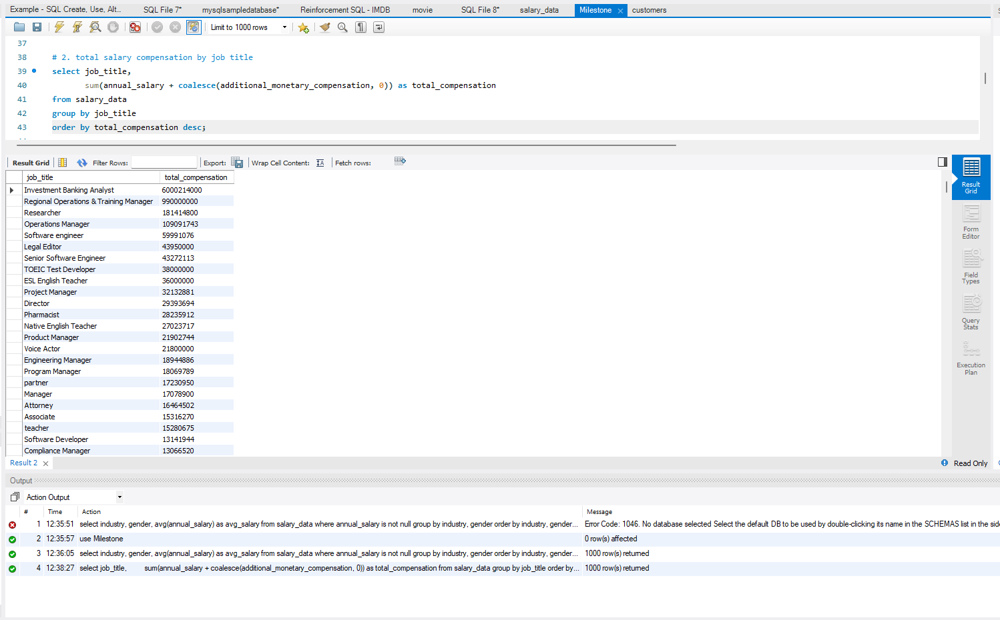 Example - SQL Create, Use, Alt... SQL File 7* mysqlsampledatabase* Reinforcement SQL - IMDB movie SQL File 8* salary_data Milestone customers
Limit to 1000 rows
37
38 # 2. total salary compensation by job title
39 select job_title,
40 sum(annual_salary + coalesce(additional_monetary_compensation, 0)) as total_compensation
41 from salary_data
42 group by job_title
43 order by total_compensation desc;
Result Grid Filter Rows: Export: Wrap Cell Content: Fetch rows:
job_title total_compensation
Investment Banking Analyst 6000214000
Regional Operations & Training Manager 990000000
Researcher 181414800
Operations Manager 109091743
Software engineer 59991076
Legal Editor 43950000
Senior Software Engineer 43272113
TOEIC Test Developer 38000000
ESL English Teacher 36000000
Project Manager 32132881
Director 29393694
Pharmacist 28235912
Native English Teacher 27023717
Product Manager 21902744
Voice Actor 21800000
Engineering Manager 18944886
Program Manager 18069789
partner 17230950
Manager 17078900
Attorney 16464502
Associate 15316270
teacher 15280675
Software Developer 13141944
Compliance Manager 13066520
Result
Grid
Form
Editor
Field
Types
Query
Stats
Execution
Plan
Result 2 Read Only
Output
Action Output
# Time Action Message
1 12:35:51 select industry, gender, avg(annual_salary) as avg_salary from salary_data where annual_salary is not null group by industry, gender order by industry, gender... Error Code: 1046. No database selected Select the default DB to be used by double-clicking its name in the SCHEMAS list in the side
2 12:35:57 use Milestone 0 row(s) affected
3 12:36:05 select industry, gender, avg(annual_salary) as avg_salary from salary_data where annual_salary is not null group by industry, gender order by industry, gender... 1000 row(s) returned
4 12:38:27 select job_title, sum(annual_salary + coalesce(additional_monetary_compensation, 0)) as total_compensation from salary_data group by job_title order by... 1000 row(s) returned